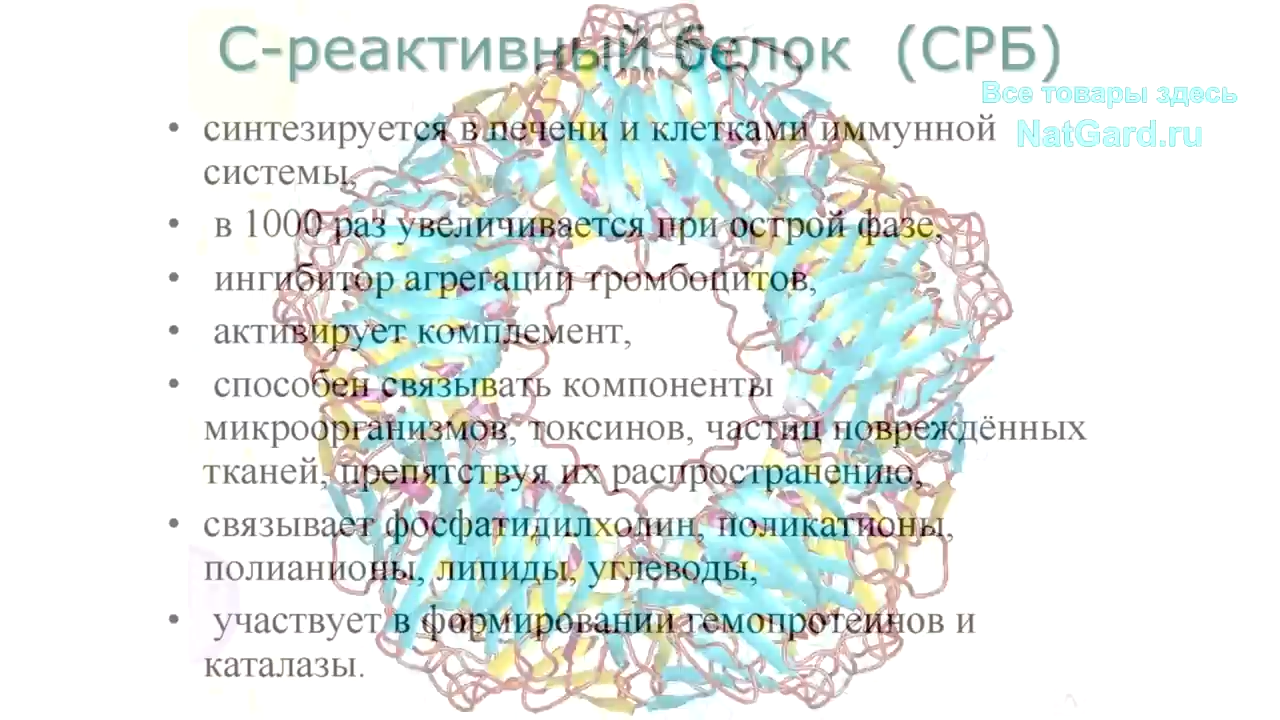 С-реактивный белок (СРБ)
Все товары здесь
NatGard.ru
• синтезируется в печени и клетками иммунной
системы,
• в 1000 раз увеличивается при острой фазе,
• ингибитор агрегации тромбоцитов,
• активирует комплемент,
• способен связывать компоненты
микроорганизмов, токсинов, частиц повреждённых
тканей, препятствуя их распространению,
• связывает фосфатидилхолин, поликатионы,
полианионы, липиды, углеводы,
• участвует в формировании гемопротеинов и
каталазы.